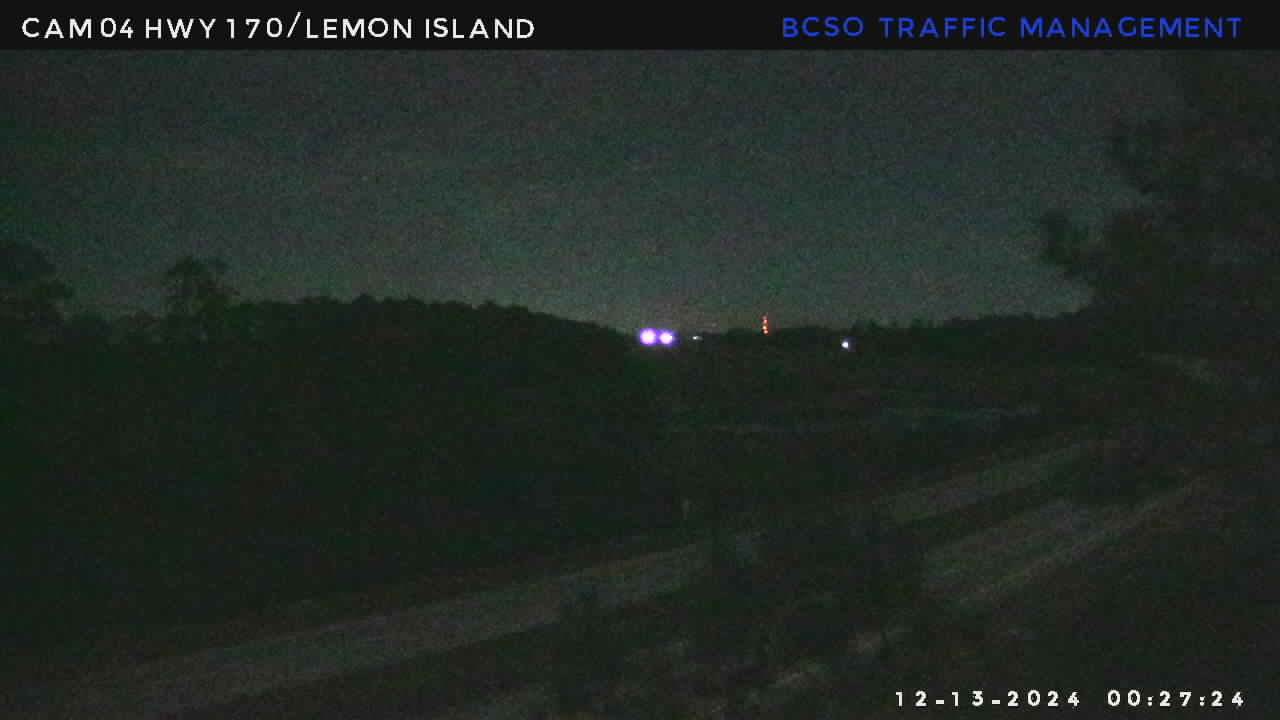 CAM04 HWY 170/LEMON ISLAND
BCSO TRAFFIC MANAGEMENT
12-13-2024 00:27:24